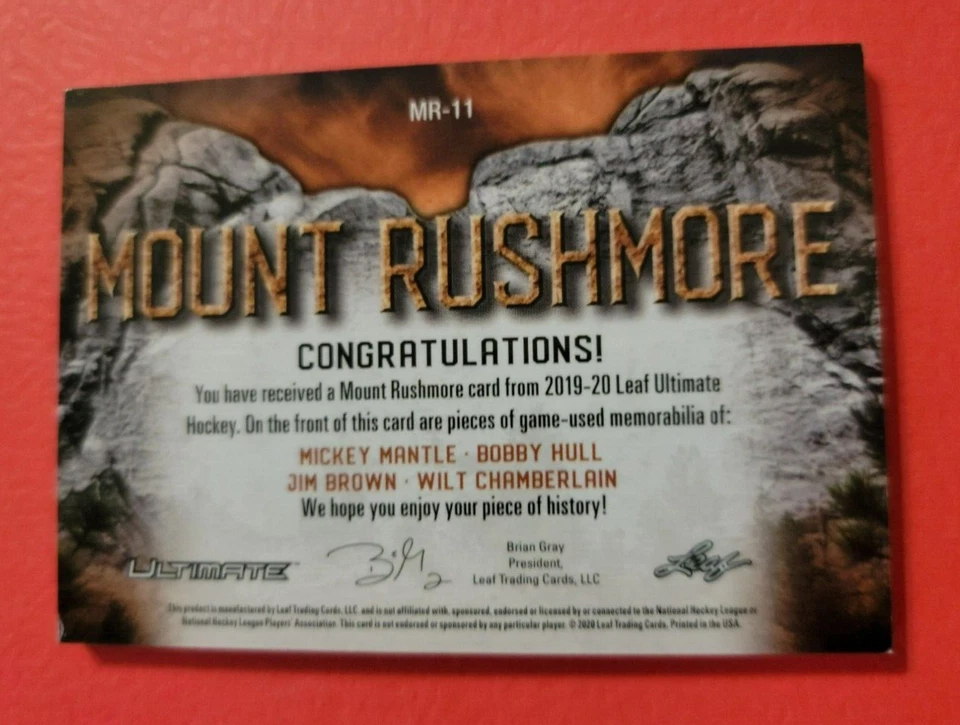 MR-11
MOUNT RUSHMORE
CONGRATULATIONS!
You have received a Mount Rushmore card from 2019-20 Leaf Ultimate
Hockey. On the front of this card are pieces of game-used memorabilia of:
MICKEY MANTLE · BOBBY HULL
JIM BROWN · WILT CHAMBERLAIN
We hope you enjoy your piece of history!
ULTIMATE
Brian Gray
President,
Leaf Trading Cards, LLC
Leaf
This product is manufactured by Leaf Trading Cards, LLC. and is not affiliated with, sponsored, endorsed or licensed by or connected to the National Hockey League or
National Hockey League Players' Association. This card is not endorsed or sponsored by any particular player. © 2020 Leaf Trading Cards. Printed in the USA.